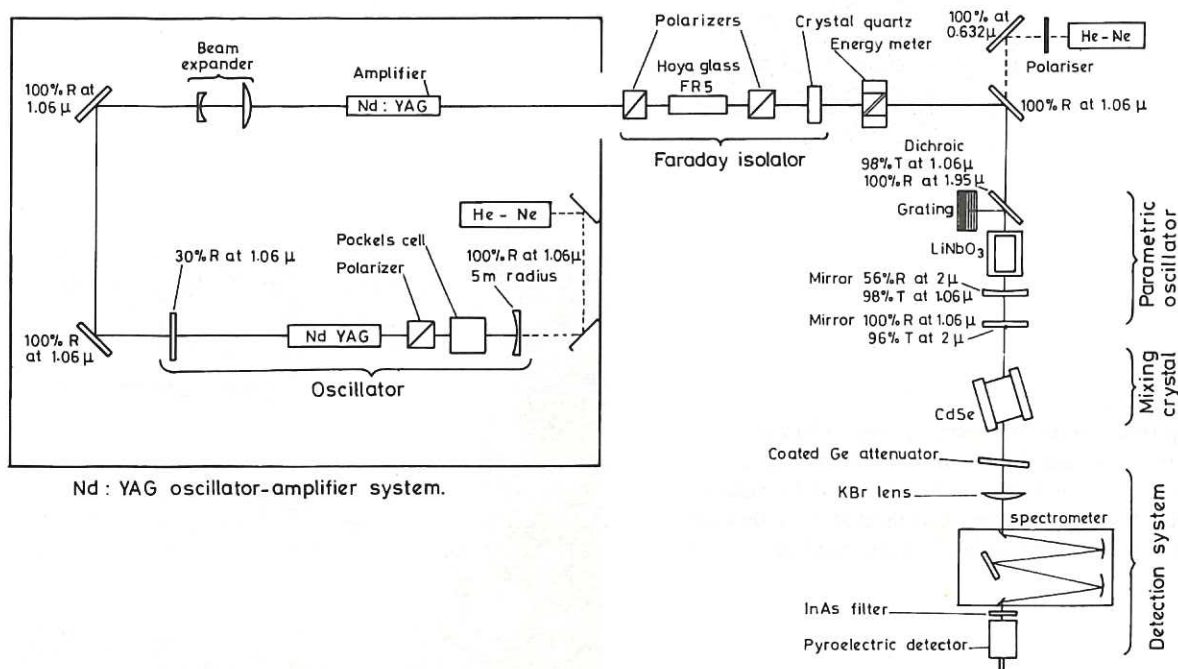 Beam
expander
100% R at
1.06 μ
Amplifier
Nd : YAG
Polarizers
Hoya glass
FR5
Crystal quartz
Energy meter
100% at
0.632μ
He - Ne
Polariser
100% R at 1.06 μ
Faraday isolator
Dichroic
98% T at 1.06μ
100% R at 1.95 μ
Grating
LiNbO3
Mirror 56%R at 2μ
98% T at 1.06μ
Mirror 100% R at 1.06μ
96% T at 2μ
Parametric
oscillator
He - Ne
Pockels cell
Polarizer
100% R at 1.06μ
5m radius
30%R at 1.06 μ
Nd YAG
100% R
at 1.06 μ
Oscillator
CdSe
Mixing
crystal
Nd : YAG oscillator-amplifier system.
Coated Ge attenuator
KBr lens
spectrometer
InAs filter
Pyroelectric detector
Detection system